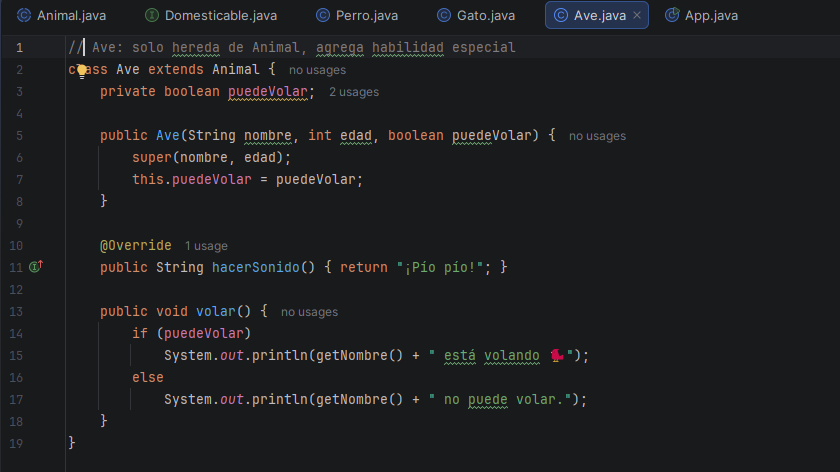 Animal.java Domesticable.java Perro.java Gato.java Ave.java App.java
1 // Ave: solo hereda de Animal, agrega habilidad especial
2 class Ave extends Animal { no usages
3 private boolean puedeVolar; 2 usages
4
5 public Ave(String nombre, int edad, boolean puedeVolar) { no usages
6 super(nombre, edad);
7 this.puedeVolar = puedeVolar;
8 }
9
10 @Override 1 usage
11 public String hacerSonido() { return "¡Pío pío!"; }
12
13 public void volar() { no usages
14 if (puedeVolar)
15 System.out.println(getNombre() + " está volando 🐦");
16 else
17 System.out.println(getNombre() + " no puede volar.");
18 }
19 }